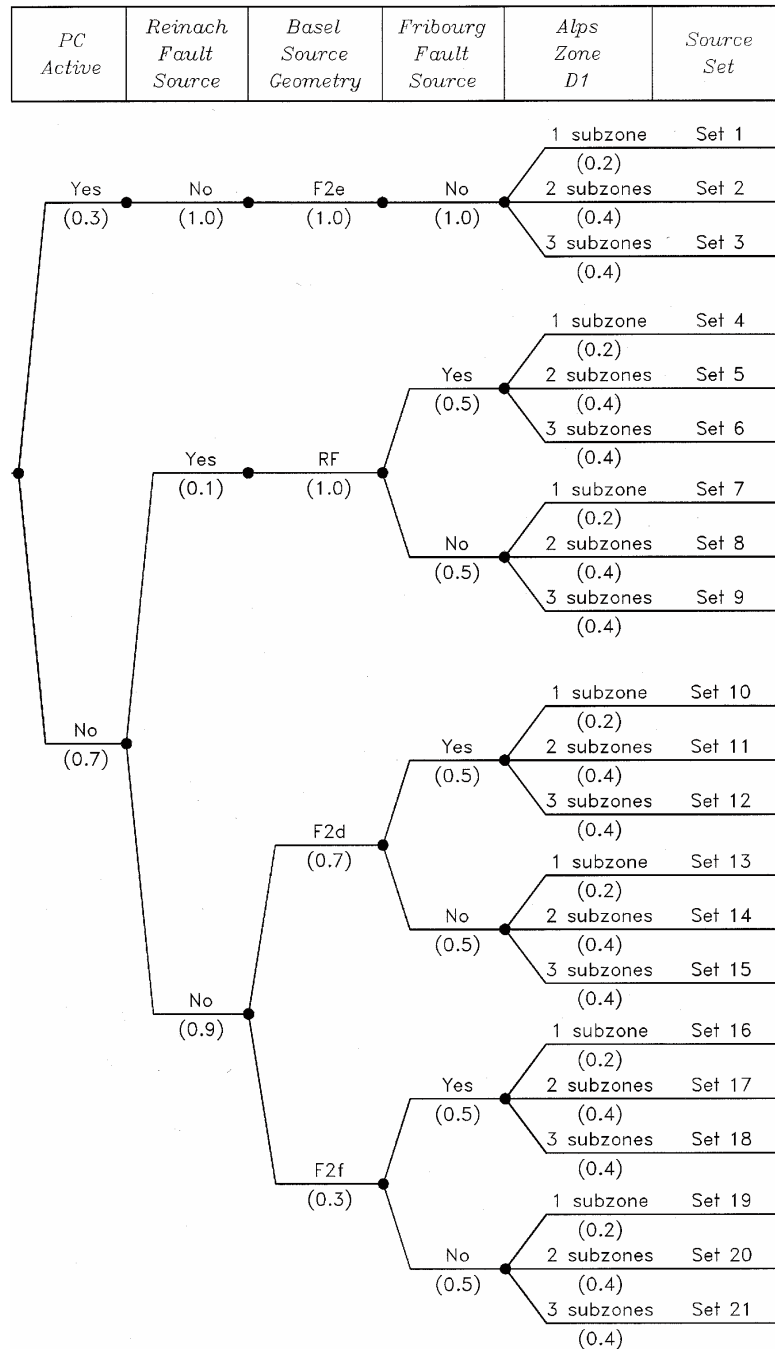 PC Active
Reinach Fault Source
Basel Source Geometry
Fribourg Fault Source
Alps Zone D1
Source Set
1 subzone Set 1
(0.2)
Yes No F2e No 2 subzones Set 2
(0.3) (1.0) (1.0) (1.0) (0.4)
3 subzones Set 3
(0.4)
1 subzone Set 4
(0.2)
Yes 2 subzones Set 5
(0.5) (0.4)
3 subzones Set 6
(0.4)
Yes RF
(0.1) (1.0)
1 subzone Set 7
(0.2)
No 2 subzones Set 8
(0.5) (0.4)
3 subzones Set 9
(0.4)
No
(0.7)
1 subzone Set 10
(0.2)
Yes 2 subzones Set 11
(0.5) (0.4)
3 subzones Set 12
(0.4)
F2d
(0.7)
1 subzone Set 13
(0.2)
No 2 subzones Set 14
(0.5) (0.4)
3 subzones Set 15
(0.4)
No
(0.9)
1 subzone Set 16
(0.2)
Yes 2 subzones Set 17
(0.5) (0.4)
3 subzones Set 18
(0.4)
F2f
(0.3)
1 subzone Set 19
(0.2)
No 2 subzones Set 20
(0.5) (0.4)
3 subzones Set 21
(0.4)